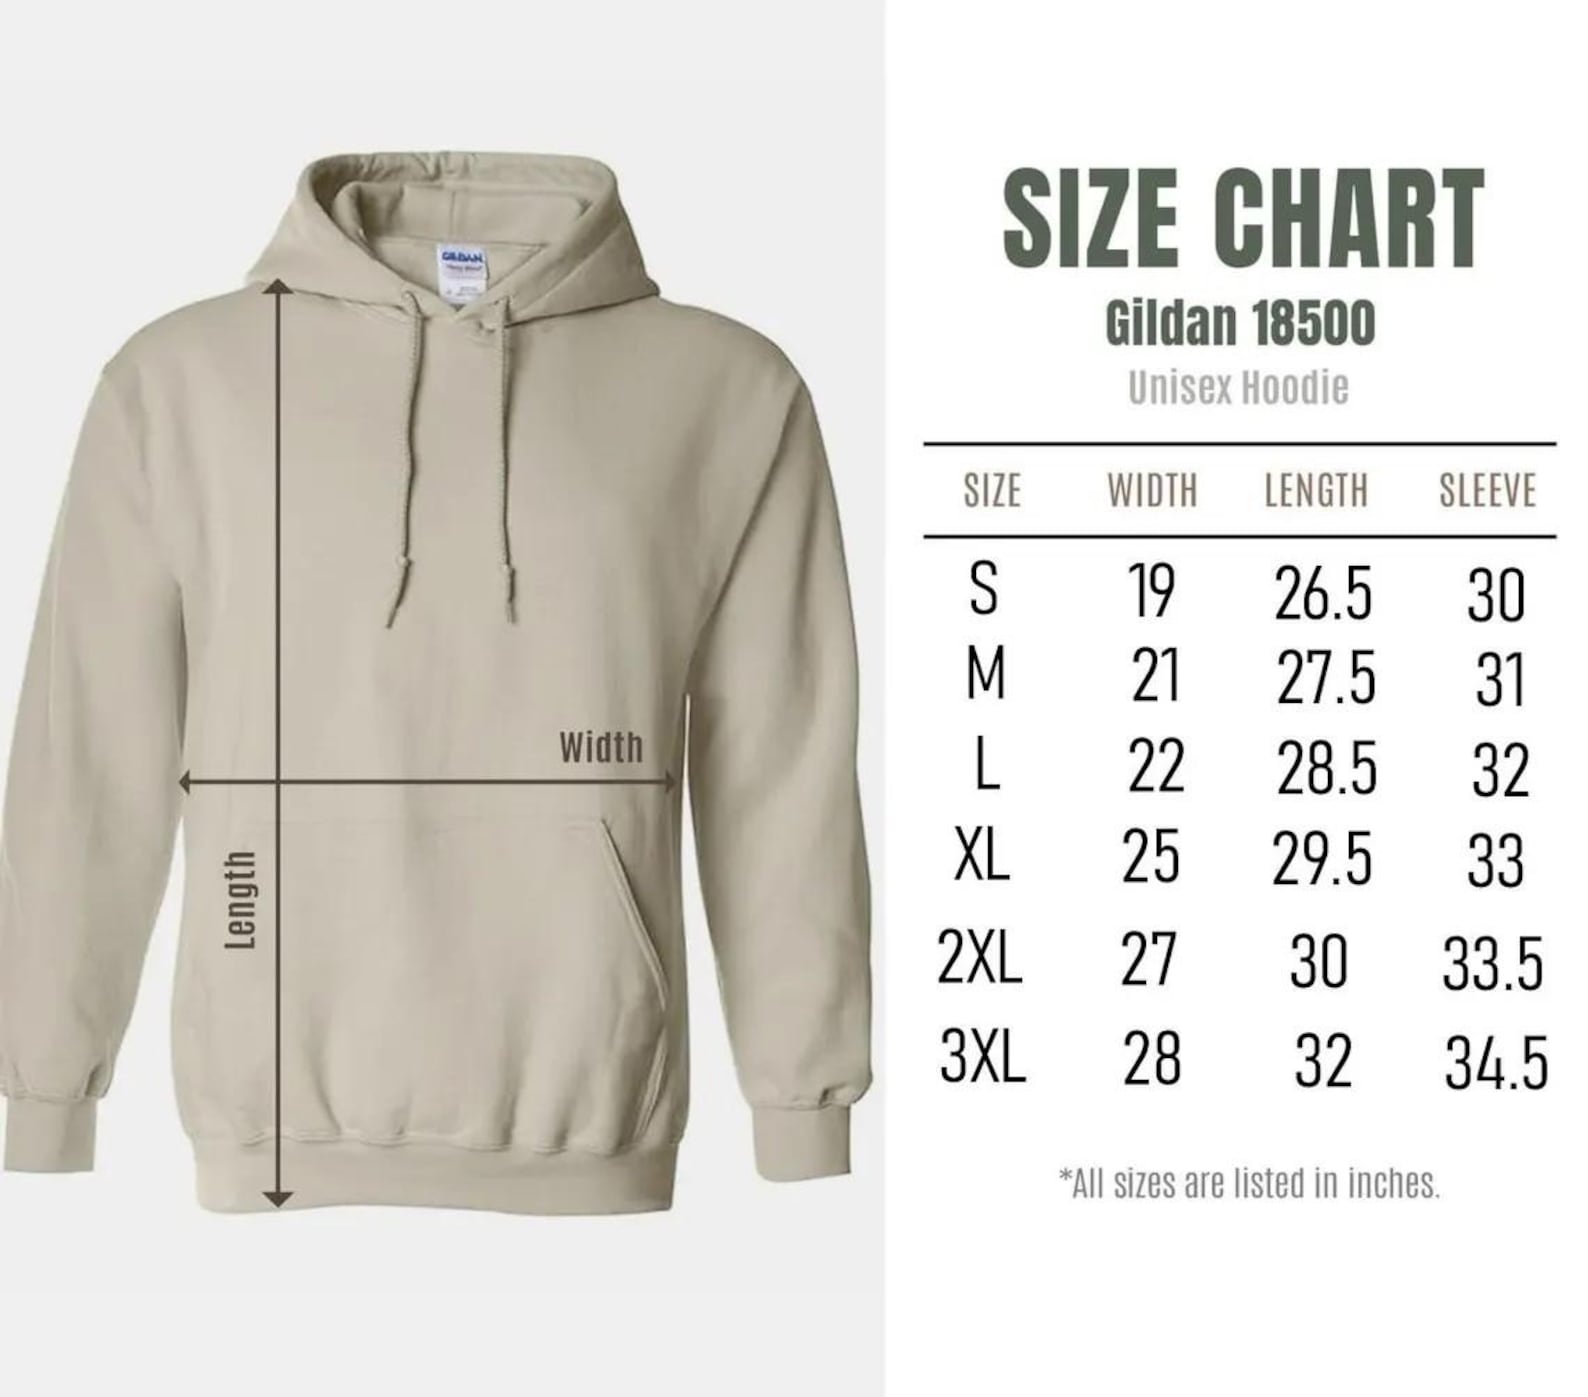 GILDAN
Width
Length
SIZE CHART
Gildan 18500
Unisex Hoodie
SIZE WIDTH LENGTH SLEEVE
S 19 26.5 30
M 21 27.5 31
L 22 28.5 32
XL 25 29.5 33
2XL 27 30 33.5
3XL 28 32 34.5
*All sizes are listed in inches.